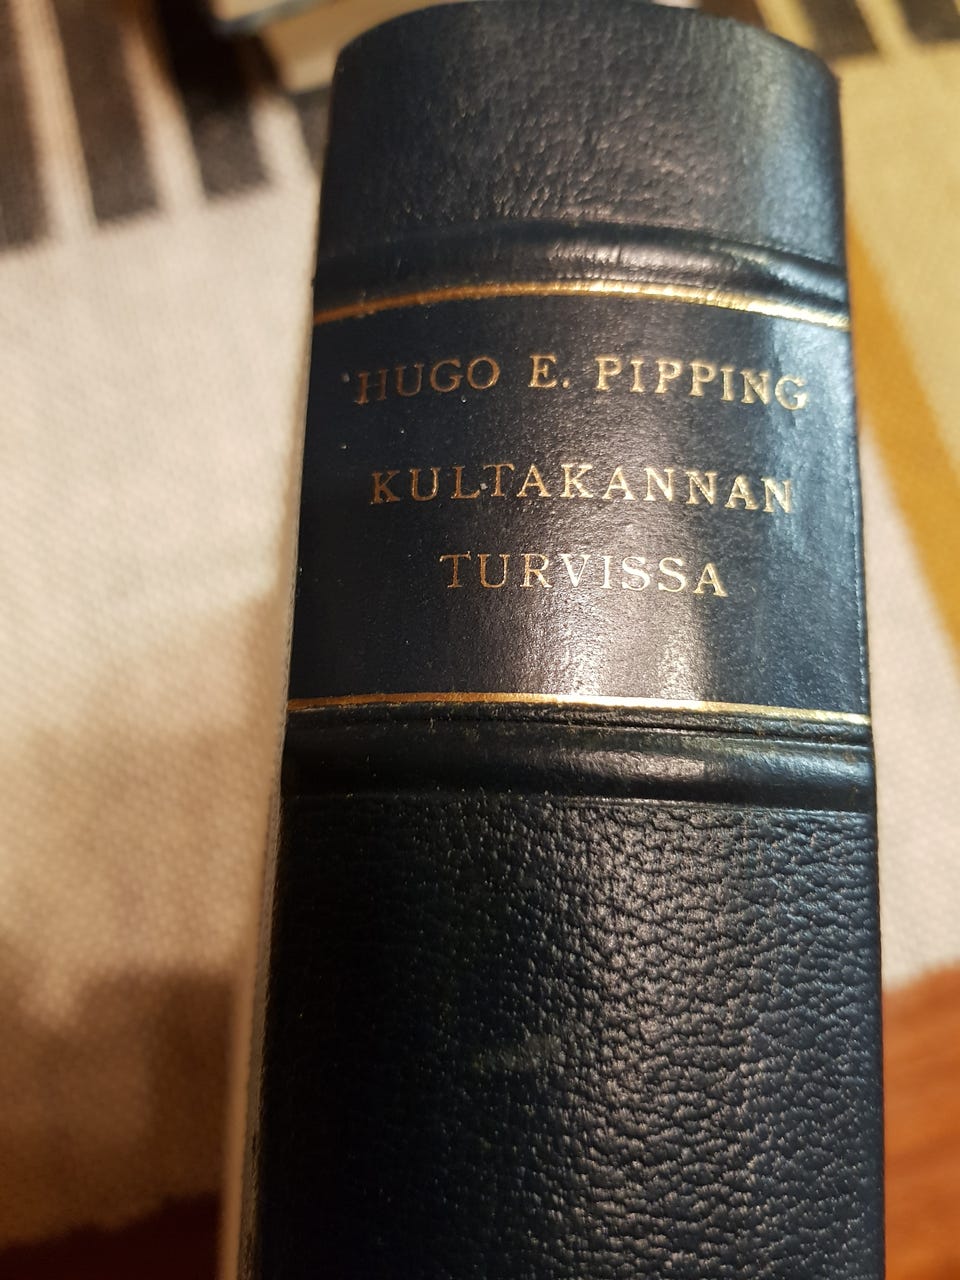 HUGO E. PIPPING
KULTAKANNAN
TURVISSA